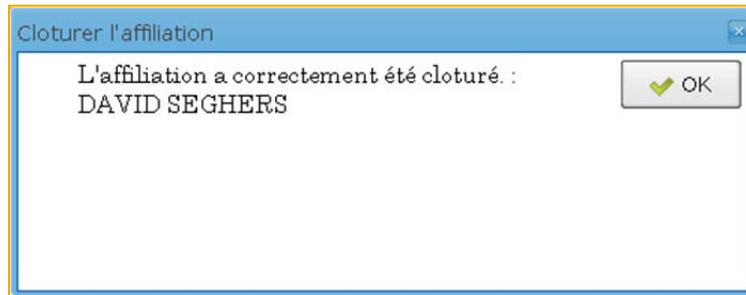 Cloturer l'affiliation
L'affiliation a correctement été cloturé. :
DAVID SEGHERS
OK